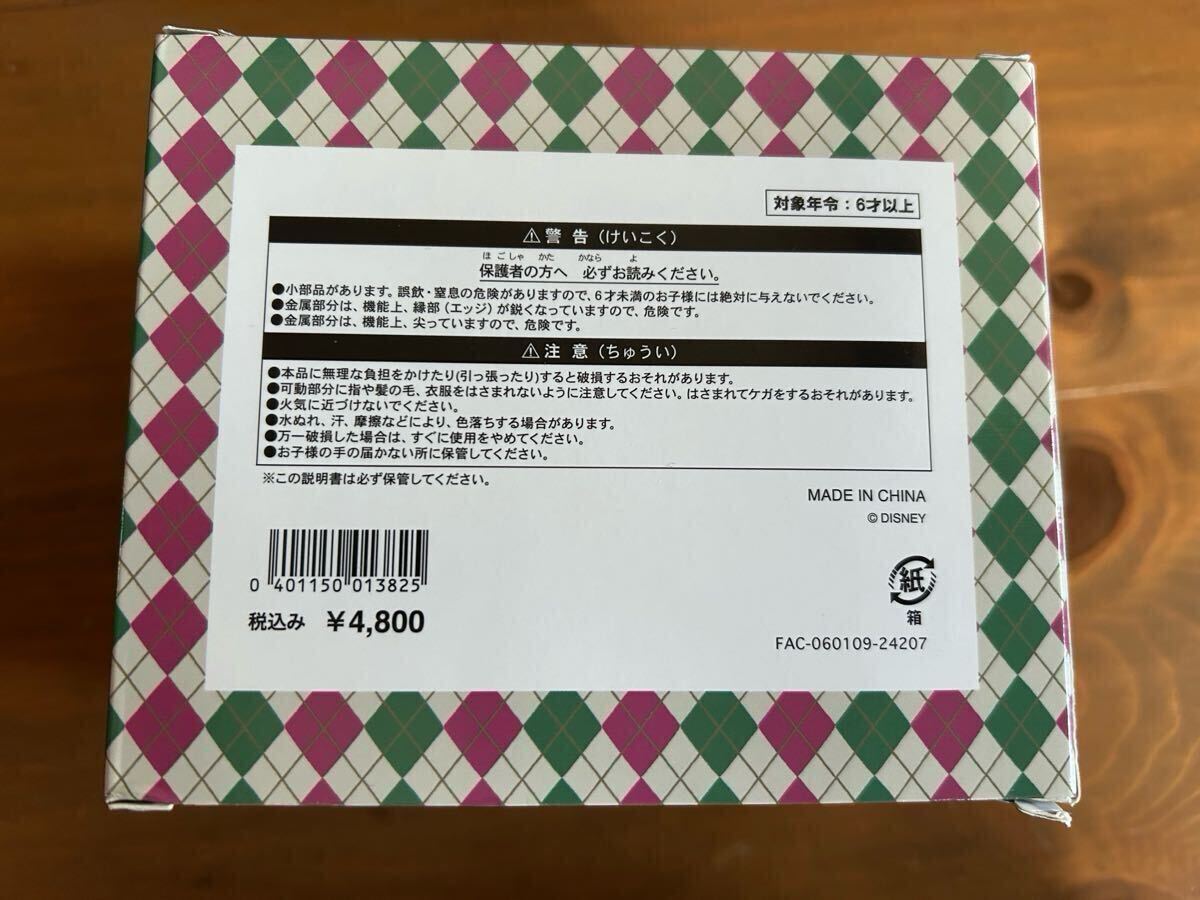 対象年令：6才以上
⚠警告（けいこく）
ほごしゃ かた かなら よ
保護者の方へ 必ずお読みください。
●小部品があります。誤飲・窒息の危険がありますので、6才未満のお子様には絶対に与えないでください。
●金属部分は、機能上、縁部（エッジ）が鋭くなっていますので、危険です。
●金属部分は、機能上、尖っていますので、危険です。
⚠注意（ちゅうい）
●本品に無理な負担をかけたり(引っ張ったり)すると破損するおそれがあります。
●可動部分に指や髪の毛、衣服をはさまれないように注意してください。はさまれてケガをするおそれがあります。
●火気に近づけないでください。
●水ぬれ、汗、摩擦などにより、色落ちする場合があります。
●万一破損した場合は、すぐに使用をやめてください。
●お子様の手の届かない所に保管してください。
※この説明書は必ず保管してください。
MADE IN CHINA
© DISNEY
0 401150 013825
税込み ￥4,800
紙
箱
FAC-060109-24207